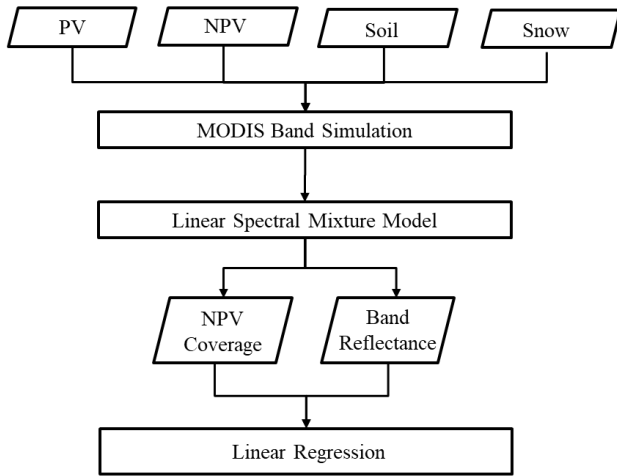 PV
NPV
Soil
Snow
MODIS Band Simulation
Linear Spectral Mixture Model
NPV
Coverage
Band
Reflectance
Linear Regression